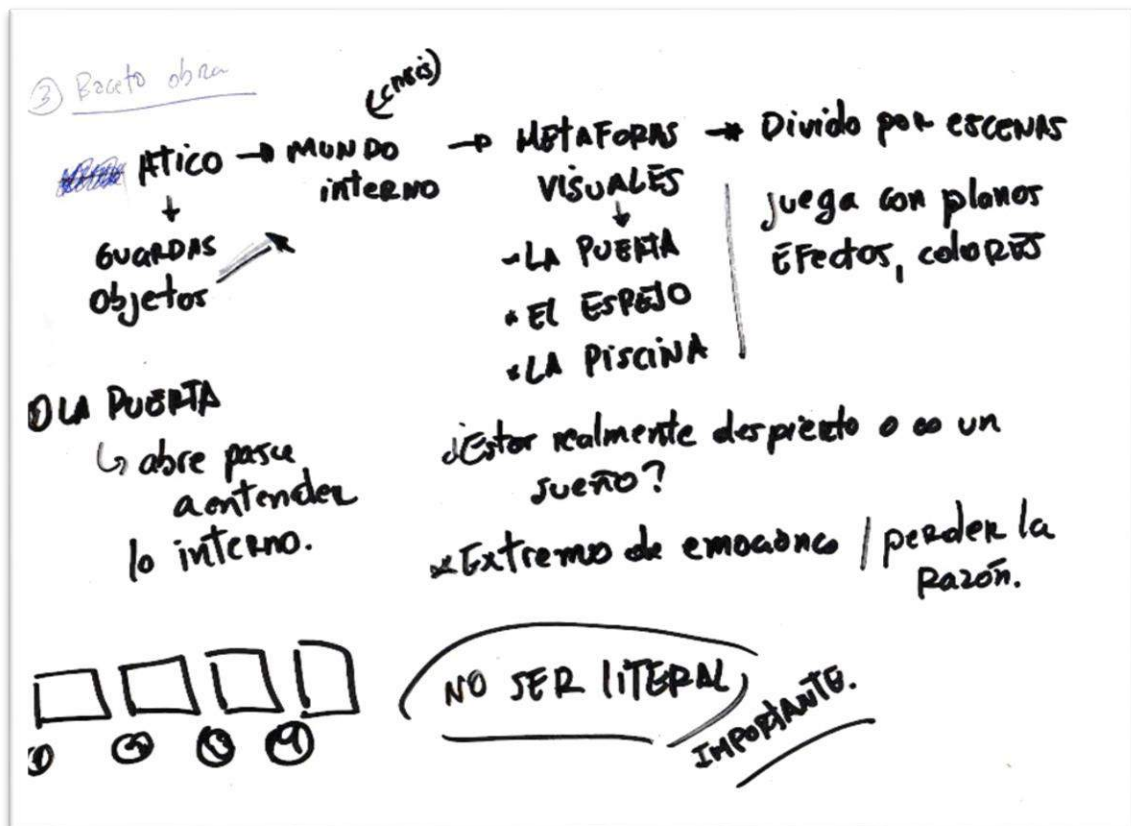 ③ Boceto obra
(crisis)
ATICO → MUNDO interno → METAFORAS VISUALES → Divido por escenas
↓
GUARDAS objetos
↓
- LA PUERTA
• El ESPEJO
• LA PISCINA
juega con planos
Efectos, colores
① LA PUERTA
↳ abre paso
a entender
lo interno.
¿Estar realmente despierto o es un
sueño?
* Extremo de emociones / perder la
razón.
① ② ③ ④
NO SER lITERAL
IMPORTANTE.